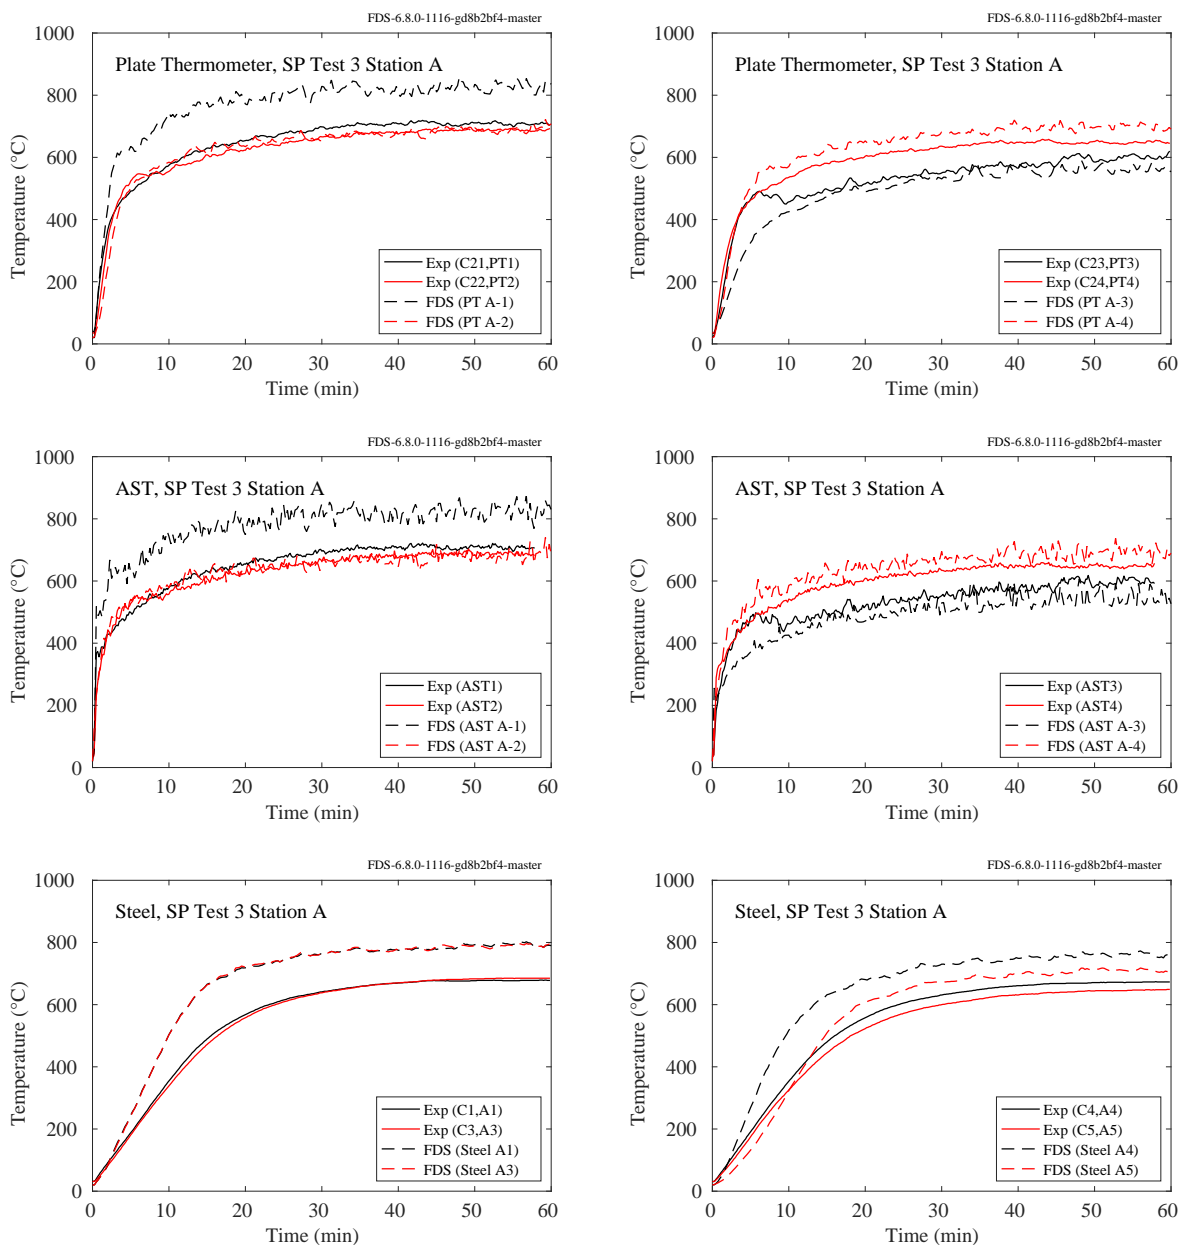 FDS-6.8.0-1116-gd8b2bf4-master
Plate Thermometer, SP Test 3 Station A
Temperature (°C)
1000
800
600
400
200
0
Exp (C21,PT1)
Exp (C22,PT2)
FDS (PT A-1)
FDS (PT A-2)
0 10 20 30 40 50 60
Time (min)
FDS-6.8.0-1116-gd8b2bf4-master
Plate Thermometer, SP Test 3 Station A
Temperature (°C)
1000
800
600
400
200
0
Exp (C23,PT3)
Exp (C24,PT4)
FDS (PT A-3)
FDS (PT A-4)
0 10 20 30 40 50 60
Time (min)
FDS-6.8.0-1116-gd8b2bf4-master
AST, SP Test 3 Station A
Temperature (°C)
1000
800
600
400
200
0
Exp (AST1)
Exp (AST2)
FDS (AST A-1)
FDS (AST A-2)
0 10 20 30 40 50 60
Time (min)
FDS-6.8.0-1116-gd8b2bf4-master
AST, SP Test 3 Station A
Temperature (°C)
1000
800
600
400
200
0
Exp (AST3)
Exp (AST4)
FDS (AST A-3)
FDS (AST A-4)
0 10 20 30 40 50 60
Time (min)
FDS-6.8.0-1116-gd8b2bf4-master
Steel, SP Test 3 Station A
Temperature (°C)
1000
800
600
400
200
0
Exp (C1,A1)
Exp (C3,A3)
FDS (Steel A1)
FDS (Steel A3)
0 10 20 30 40 50 60
Time (min)
FDS-6.8.0-1116-gd8b2bf4-master
Steel, SP Test 3 Station A
Temperature (°C)
1000
800
600
400
200
0
Exp (C4,A4)
Exp (C5,A5)
FDS (Steel A4)
FDS (Steel A5)
0 10 20 30 40 50 60
Time (min)